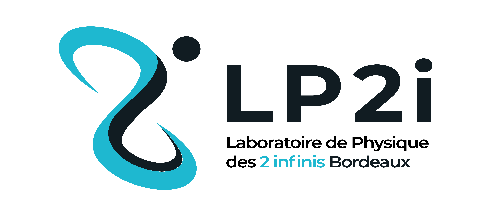 LP2i
Laboratoire de Physique
des 2 infinis Bordeaux